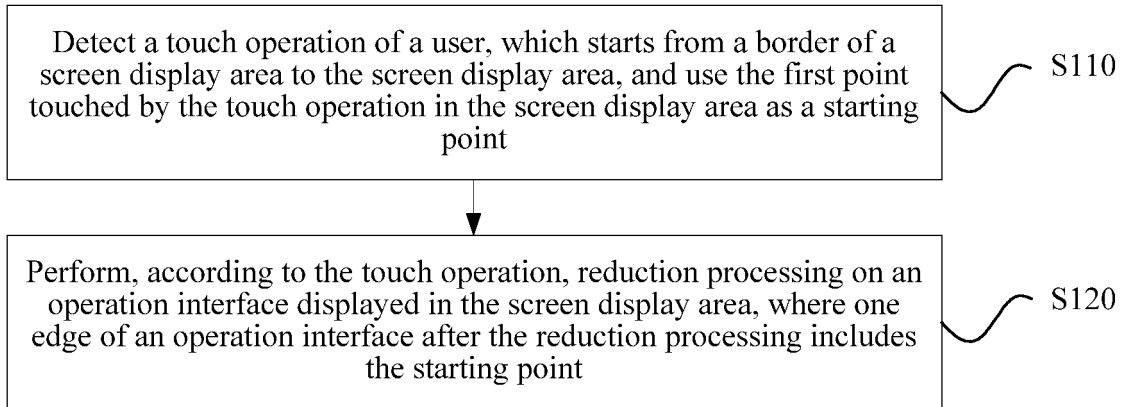 Detect a touch operation of a user, which starts from a border of a
screen display area to the screen display area, and use the first point
touched by the touch operation in the screen display area as a starting
point
S110
Perform, according to the touch operation, reduction processing on an
operation interface displayed in the screen display area, where one
edge of an operation interface after the reduction processing includes
the starting point
S120